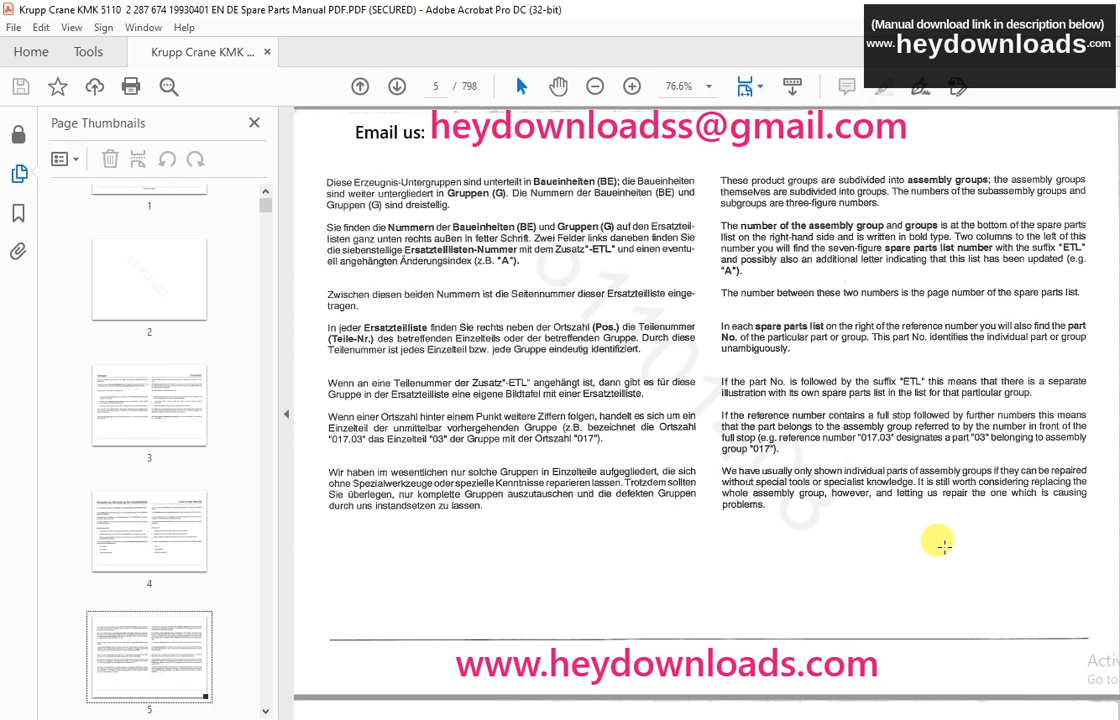 Krupp Crane KMK 5110 2 287 674 19930401 EN DE Spare Parts Manual PDF.PDF (SECURED) - Adobe Acrobat Pro DC (32-bit)
File Edit View Sign Window Help
(Manual download link in description below)
www.heydownloads.com
Home Tools Krupp Crane KMK ... ×
5 / 798 76.6%
Page Thumbnails
1
2
3
4
5
Email us: heydownloadss@gmail.com
Diese Erzeugnis-Untergruppen sind unterteilt in Baueinheiten (BE); die Baueinheiten
sind weiter untergliedert in Gruppen (G). Die Nummern der Baueinheiten (BE) und
Gruppen (G) sind dreistellig.
Sie finden die Nummern der Baueinheiten (BE) und Gruppen (G) auf den Ersatzteil-
listen ganz unten rechts außen in fetter Schrift. Zwei Felder links daneben finden Sie
die siebenstellige Ersatzteillisten-Nummer mit dem Zusatz"-ETL" und einen eventu-
ell angehängten Änderungsindex (z.B. "A").
Zwischen diesen beiden Nummern ist die Seitennummer dieser Ersatzteilliste einge-
tragen.
In jeder Ersatzteilliste finden Sie rechts neben der Ortszahl (Pos.) die Teilenummer
(Teile-Nr.) des betreffenden Einzelteils oder der betreffenden Gruppe. Durch diese
Teilenummer ist jedes Einzelteil bzw. jede Gruppe eindeutig identifiziert.
Wenn an eine Teilenummer der Zusatz"-ETL" angehängt ist, dann gibt es für diese
Gruppe in der Ersatzteilliste eine eigene Bildtafel mit einer Ersatzteilliste.
Wenn einer Ortszahl hinter einem Punkt weitere Ziffern folgen, handelt es sich um ein
Einzelteil der unmittelbar vorhergehenden Gruppe (z.B. bezeichnet die Ortszahl
"017.03" das Einzelteil "03" der Gruppe mit der Ortszahl "017").
Wir haben im wesentlichen nur solche Gruppen in Einzelteile aufgegliedert, die sich
ohne Spezialwerkzeuge oder spezielle Kenntnisse reparieren lassen. Trotzdem sollten
Sie überlegen, nur komplette Gruppen auszutauschen und die defekten Gruppen
durch uns instandsetzen zu lassen.
These product groups are subdivided into assembly groups; the assembly groups
themselves are subdivided into groups. The numbers of the subassembly groups and
subgroups are three-figure numbers.
The number of the assembly group and groups is at the bottom of the spare parts
llist on the right-hand side and is written in bold type. Two columns to the left of this
number you will find the seven-figure spare parts list number with the suffix "ETL"
and possibly also an additional letter indicating that this list has been updated (e.g.
"A").
The number between these two numbers is the page number of the spare parts list.
In each spare parts list on the right of the reference number you will also find the part
No. of the particular part or group. This part No. identifies the individual part or group
unambiguously.
If the part No. is followed by the suffix "ETL" this means that there is a separate
illustration with its own spare parts list in the list for that particular group.
If the reference number contains a full stop followed by further numbers this means
that the part belongs to the assembly group referred to by the number in front of the
full stop (e.g. reference number "017.03" designates a part "03" belonging to assembly
group "017").
We have usually only shown individual parts of assembly groups if they can be repaired
without special tools or specialist knowledge. It is still worth considering replacing the
whole assembly group, however, and letting us repair the one which is causing
problems.
www.heydownloads.com
Go to